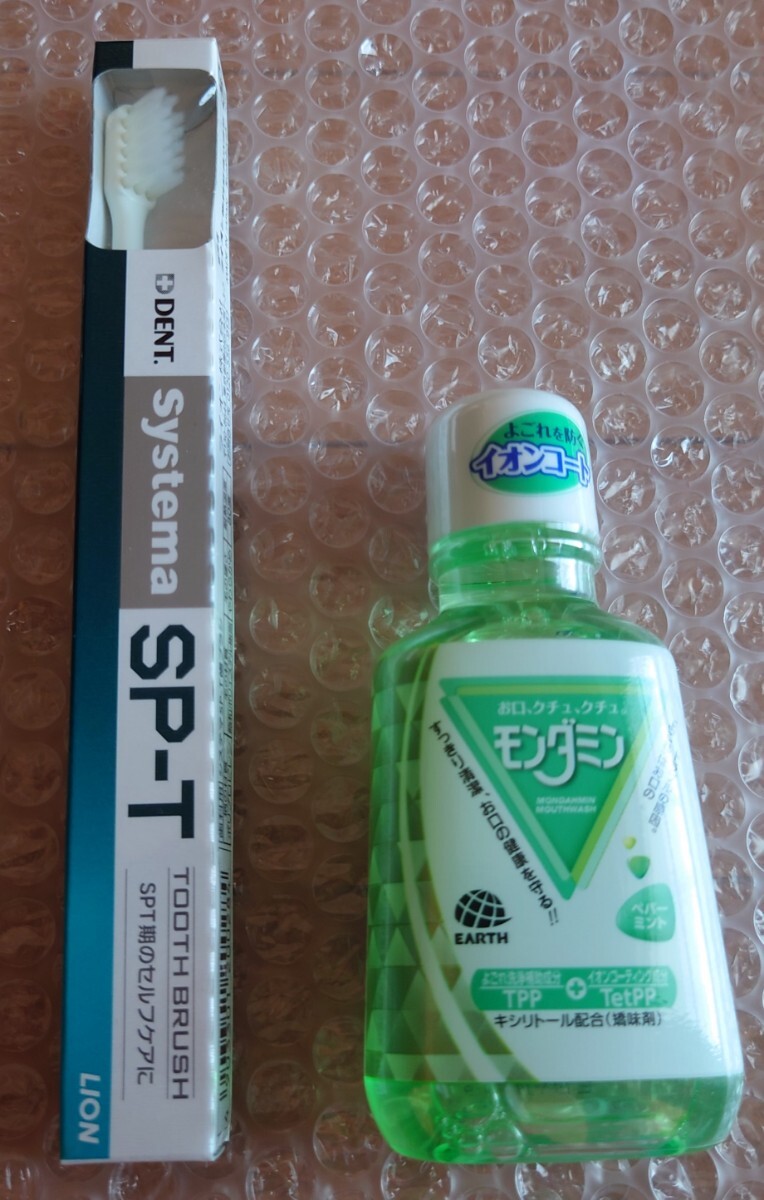 DENT.
Systema
SP-T
TOOTH BRUSH
SPT期のセルフケアに
LION
よごれを防ぐ
イオンコート
お口、クチュ、クチュ。
モンダミン
MONDAHMIN
MOUTHWASH
すっきり清潔、お口の健康を守る!!
ペパー
ミント
EARTH
よごれ洗浄補助成分
TPP
+
イオンコーティング成分
TetPP
キシリトール配合(矯味剤)